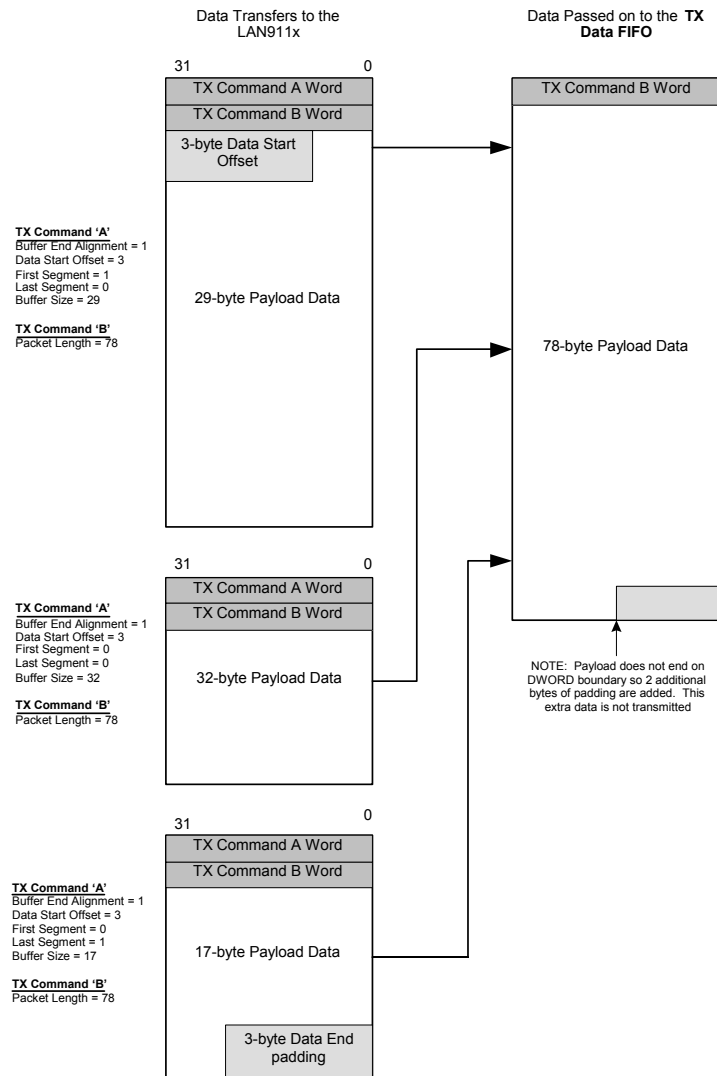 Data Transfers to the
LAN911x
Data Passed on to the TX
Data FIFO
31 0
TX Command A Word
TX Command B Word
3-byte Data Start
Offset
29-byte Payload Data
TX Command 'A'
Buffer End Alignment = 1
Data Start Offset = 3
First Segment = 1
Last Segment = 0
Buffer Size = 29
TX Command 'B'
Packet Length = 78
TX Command B Word
78-byte Payload Data
NOTE: Payload does not end on
DWORD boundary so 2 additional
bytes of padding are added. This
extra data is not transmitted
31 0
TX Command A Word
TX Command B Word
32-byte Payload Data
TX Command 'A'
Buffer End Alignment = 1
Data Start Offset = 3
First Segment = 0
Last Segment = 0
Buffer Size = 32
TX Command 'B'
Packet Length = 78
31 0
TX Command A Word
TX Command B Word
17-byte Payload Data
3-byte Data End
padding
TX Command 'A'
Buffer End Alignment = 1
Data Start Offset = 3
First Segment = 0
Last Segment = 1
Buffer Size = 17
TX Command 'B'
Packet Length = 78